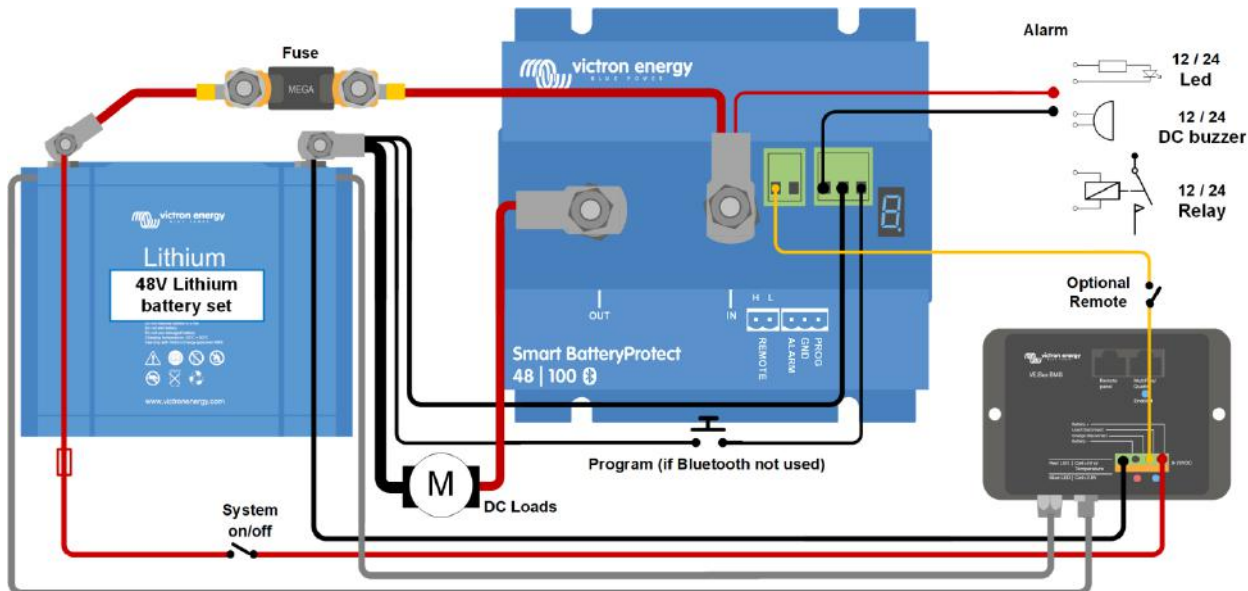 Alarm
Fuse
MEGA
victron energy
BLUE POWER
12 / 24
Led
12 / 24
DC buzzer
12 / 24
Relay
victron energy
Lithium
48V Lithium
battery set
www.victronenergy.com
OUT
IN
H L
REMOTE
ALARM
GND
PROG
Smart BatteryProtect
48 | 100
Optional
Remote
victron energy
VE.Bus BMS
Remote
panel
Program (if Bluetooth not used)
M
DC Loads
System
on/off